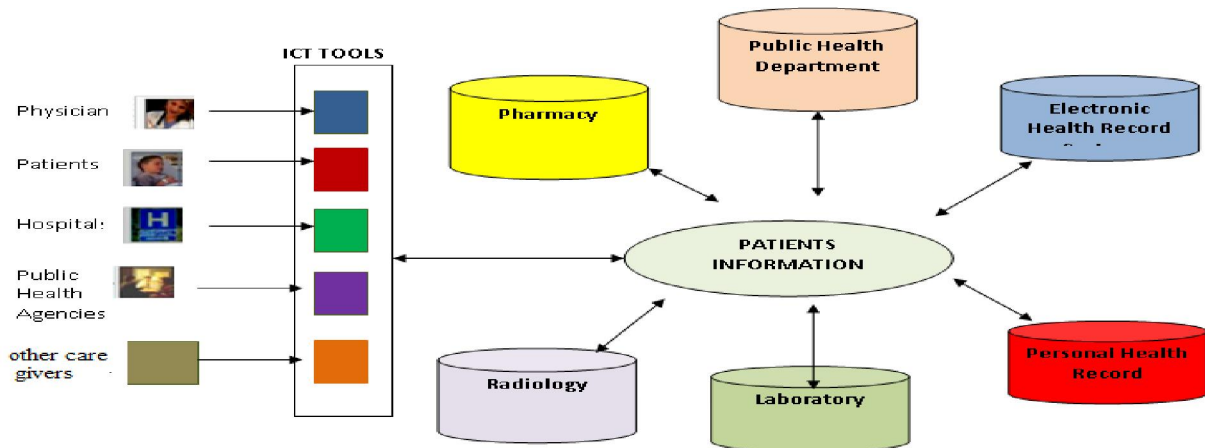 ICT TOOLS
Physician
Patients
Hospital:
Public
Health
Agencies
other care
givers
H
Pharmacy
Public Health
Department
Electronic
Health Record
PATIENTS
INFORMATION
Radiology
Laboratory
Personal Health
Record